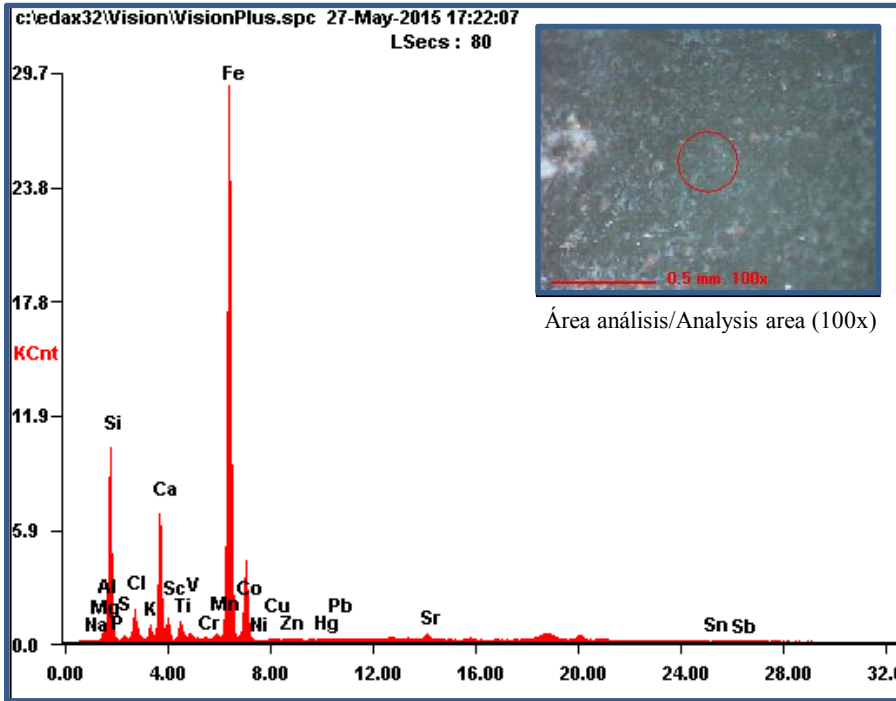 c:\edax32\Vision\VisionPlus.spc 27-May-2015 17:22:07
LSecs : 80
29.7
23.8
17.8
KCnt
11.9
5.9
0.0
Fe
Si
Ca
Al
Cl
Sc
V
Co
Mg
S
K
Ti
Mn
Cu
Pb
Na
P
Cr
Ni
Zn
Hg
Sr
Sn
Sb
0.00 4.00 8.00 12.00 16.00 20.00 24.00 28.00 32.0
0.5 mm 100x
Área análisis/Analysis area (100x)